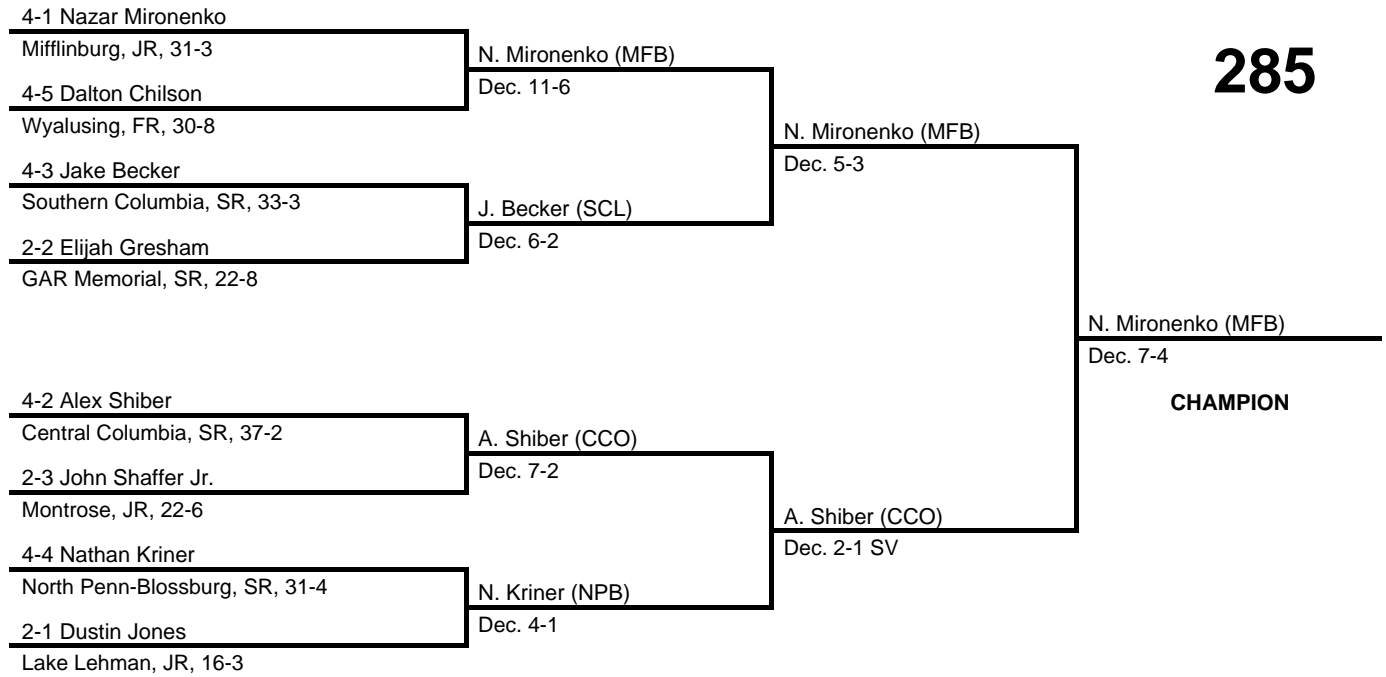 4-1 Nazar Mironenko
Mifflinburg, JR, 31-3
4-5 Dalton Chilson
Wyalusing, FR, 30-8
4-3 Jake Becker
Southern Columbia, SR, 33-3
2-2 Elijah Gresham
GAR Memorial, SR, 22-8
4-2 Alex Shiber
Central Columbia, SR, 37-2
2-3 John Shaffer Jr.
Montrose, JR, 22-6
4-4 Nathan Kriner
North Penn-Blossburg, SR, 31-4
2-1 Dustin Jones
Lake Lehman, JR, 16-3
N. Mironenko (MFB)
Dec. 11-6
J. Becker (SCL)
Dec. 6-2
A. Shiber (CCO)
Dec. 7-2
N. Kriner (NPB)
Dec. 4-1
N. Mironenko (MFB)
Dec. 5-3
A. Shiber (CCO)
Dec. 2-1 SV
285
N. Mironenko (MFB)
Dec. 7-4
CHAMPION